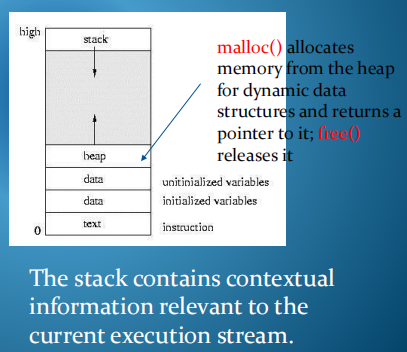 high
stack
malloc() allocates
memory from the heap
for dynamic data
structures and returns a
pointer to it; free()
releases it
heap
data
unitinialized variables
data
initialized variables
text
instruction
0
The stack contains contextual
information relevant to the
current execution stream.